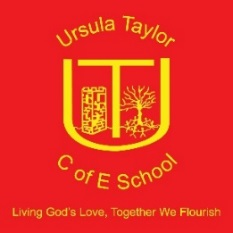 Ursula Taylor
UT
C of E School
Living God's Love, Together We Flourish